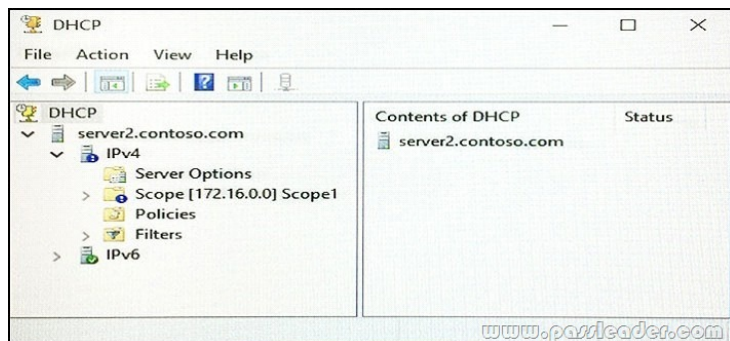 DHCP
File Action View Help
DHCP
server2.contoso.com
IPv4
Server Options
Scope [172.16.0.0] Scope1
Policies
Filters
IPv6
Contents of DHCP Status
server2.contoso.com
www.passleader.com